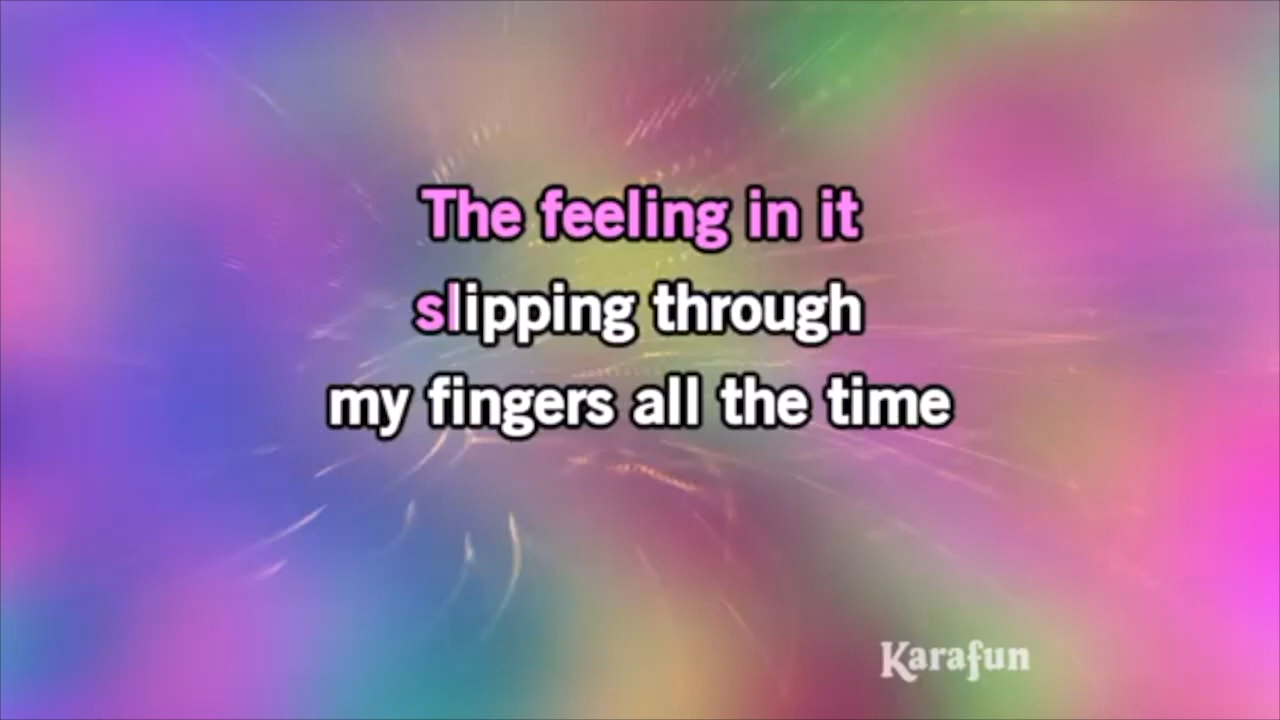 The feeling in it
slipping through
my fingers all the time
Karafun